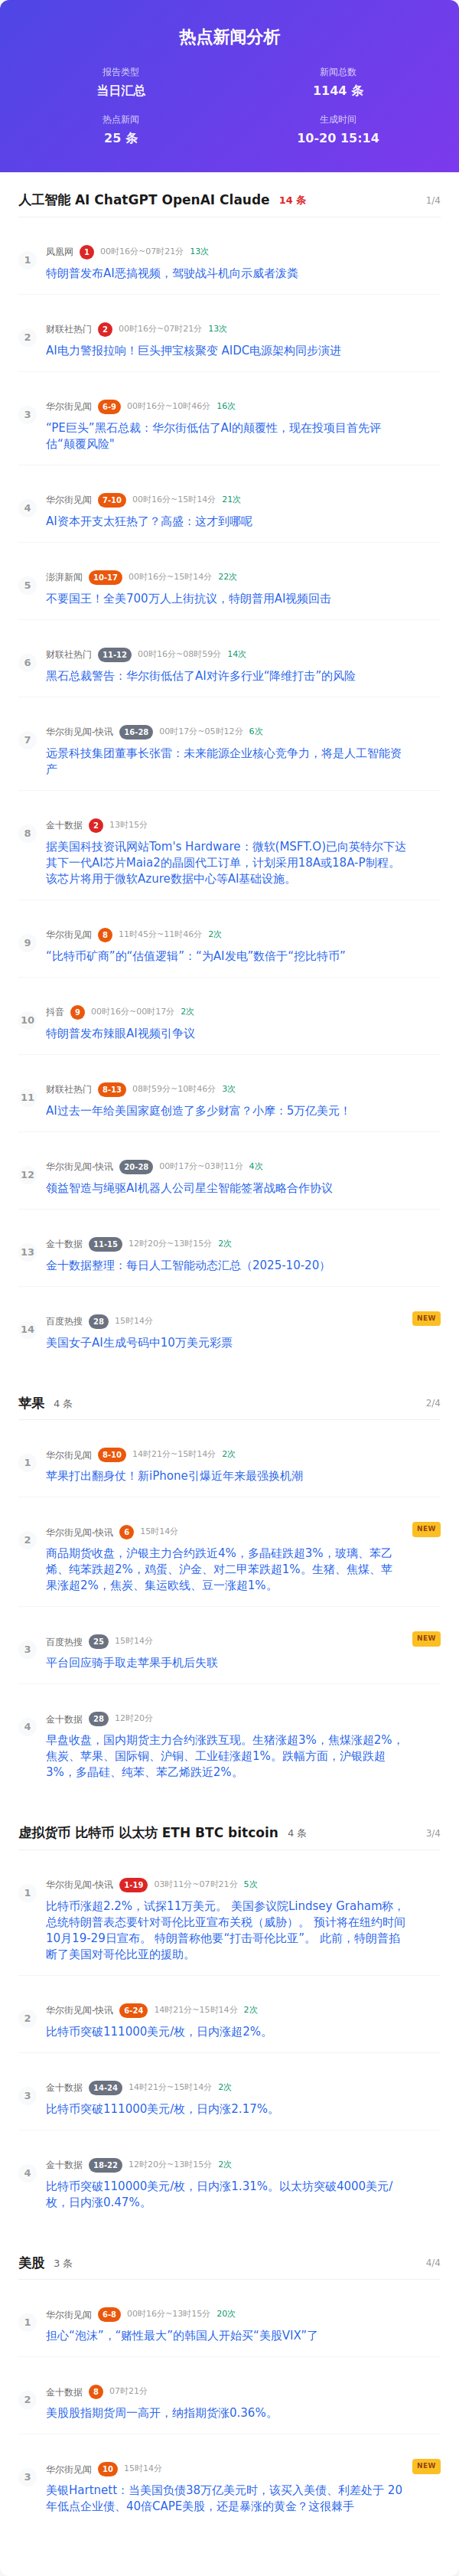 热点新闻分析
报告类型
当日汇总
新闻总数
1144 条
热点新闻
25 条
生成时间
10-20 15:14
人工智能 AI ChatGPT OpenAI Claude 14 条 1/4
1
凤凰网 1 00时16分~07时21分 13次
特朗普发布AI恶搞视频，驾驶战斗机向示威者泼粪
2
财联社热门 2 00时16分~07时21分 13次
AI电力警报拉响！巨头押宝核聚变 AIDC电源架构同步演进
3
华尔街见闻 6-9 00时16分~10时46分 16次
“PE巨头”黑石总裁：华尔街低估了AI的颠覆性，现在投项目首先评
估“颠覆风险"
4
华尔街见闻 7-10 00时16分~15时14分 21次
AI资本开支太狂热了？高盛：这才到哪呢
5
澎湃新闻 10-17 00时16分~15时14分 22次
不要国王！全美700万人上街抗议，特朗普用AI视频回击
6
财联社热门 11-12 00时16分~08时59分 14次
黑石总裁警告：华尔街低估了AI对许多行业“降维打击”的风险
7
华尔街见闻-快讯 16-28 00时17分~05时12分 6次
远景科技集团董事长张雷：未来能源企业核心竞争力，将是人工智能资
产
8
金十数据 2 13时15分
据美国科技资讯网站Tom's Hardware：微软(MSFT.O)已向英特尔下达
其下一代AI芯片Maia2的晶圆代工订单，计划采用18A或18A-P制程。
该芯片将用于微软Azure数据中心等AI基础设施。
9
华尔街见闻 8 11时45分~11时46分 2次
“比特币矿商”的“估值逻辑”：“为AI发电”数倍于“挖比特币”
10
抖音 9 00时16分~00时17分 2次
特朗普发布辣眼AI视频引争议
11
财联社热门 8-13 08时59分~10时46分 3次
AI过去一年给美国家庭创造了多少财富？小摩：5万亿美元！
12
华尔街见闻-快讯 20-28 00时17分~03时11分 4次
领益智造与绳驱AI机器人公司星尘智能签署战略合作协议
13
金十数据 11-15 12时20分~13时15分 2次
金十数据整理：每日人工智能动态汇总（2025-10-20）
14
百度热搜 28 15时14分 NEW
美国女子AI生成号码中10万美元彩票
苹果 4 条 2/4
1
华尔街见闻 8-10 14时21分~15时14分 2次
苹果打出翻身仗！新iPhone引爆近年来最强换机潮
2
华尔街见闻-快讯 6 15时14分 NEW
商品期货收盘，沪银主力合约跌近4%，多晶硅跌超3%，玻璃、苯乙
烯、纯苯跌超2%，鸡蛋、沪金、对二甲苯跌超1%。生猪、焦煤、苹
果涨超2%，焦炭、集运欧线、豆一涨超1%。
3
百度热搜 25 15时14分 NEW
平台回应骑手取走苹果手机后失联
4
金十数据 28 12时20分
早盘收盘，国内期货主力合约涨跌互现。生猪涨超3%，焦煤涨超2%，
焦炭、苹果、国际铜、沪铜、工业硅涨超1%。跌幅方面，沪银跌超
3%，多晶硅、纯苯、苯乙烯跌近2%。
虚拟货币 比特币 以太坊 ETH BTC bitcoin 4 条 3/4
1
华尔街见闻-快讯 1-19 03时11分~07时21分 5次
比特币涨超2.2%，试探11万美元。 美国参议院Lindsey Graham称，
总统特朗普表态要针对哥伦比亚宣布关税（威胁）。 预计将在纽约时间
10月19-29日宣布。 特朗普称他要“打击哥伦比亚”。 此前，特朗普掐
断了美国对哥伦比亚的援助。
2
华尔街见闻-快讯 6-24 14时21分~15时14分 2次
比特币突破111000美元/枚，日内涨超2%。
3
金十数据 14-24 14时21分~15时14分 2次
比特币突破111000美元/枚，日内涨2.17%。
4
金十数据 18-22 12时20分~13时15分 2次
比特币突破110000美元/枚，日内涨1.31%。以太坊突破4000美元/
枚，日内涨0.47%。
美股 3 条 4/4
1
华尔街见闻 6-8 00时16分~13时15分 20次
担心“泡沫”，“赌性最大”的韩国人开始买“美股VIX”了
2
金十数据 8 07时21分
美股股指期货周一高开，纳指期货涨0.36%。
3
华尔街见闻 10 15时14分 NEW
美银Hartnett：当美国负债38万亿美元时，该买入美债、利差处于 20
年低点企业债、40倍CAPE美股，还是暴涨的黄金？这很棘手